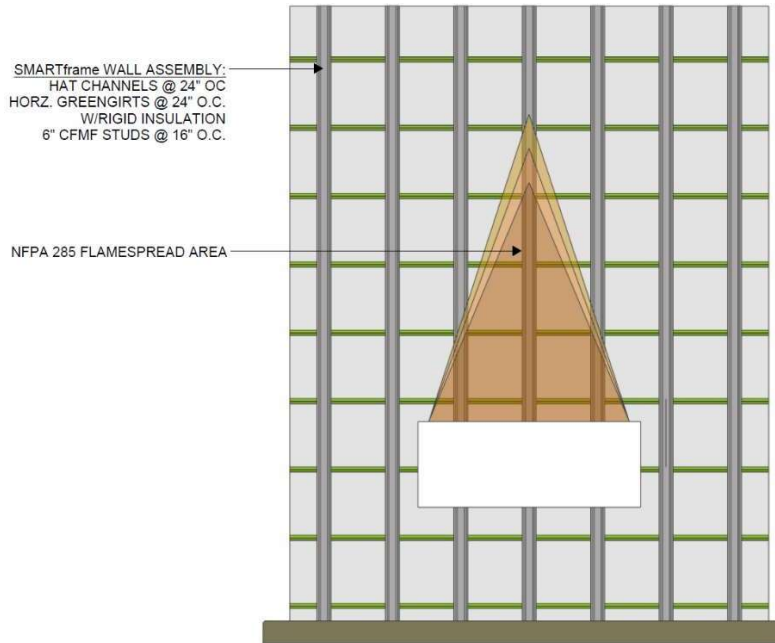 SMARTframe WALL ASSEMBLY:
HAT CHANNELS @ 24" OC
HORZ. GREENGIRTS @ 24" O.C.
W/RIGID INSULATION
6" CFMF STUDS @ 16" O.C.
NFPA 285 FLAMESPREAD AREA